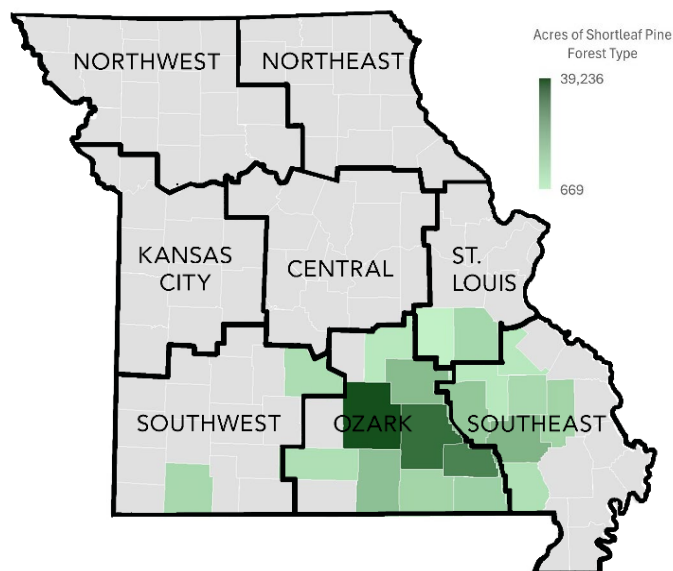 Acres of Shortleaf Pine
Forest Type
39,236
669
NORTHWEST
NORTHEAST
KANSAS
CITY
CENTRAL
ST.
LOUIS
SOUTHWEST
OZARK
SOUTHEAST